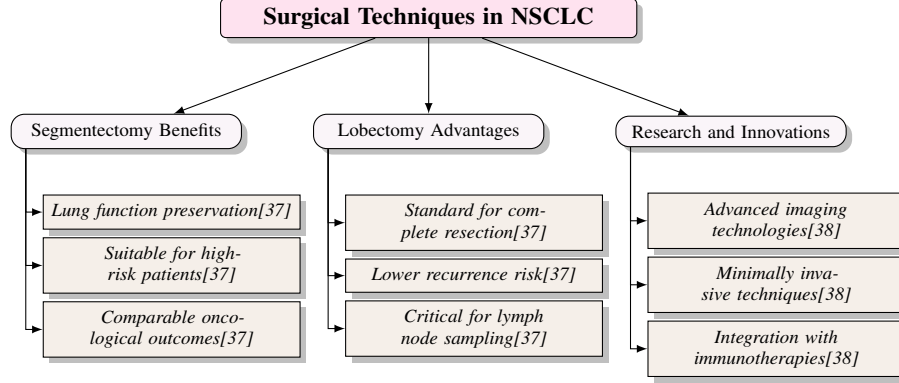 Surgical Techniques in NSCLC
Segmentectomy Benefits
Lung function preservation[37]
Suitable for high-
risk patients[37]
Comparable onco-
logical outcomes[37]
Lobectomy Advantages
Standard for com-
plete resection[37]
Lower recurrence risk[37]
Critical for lymph
node sampling[37]
Research and Innovations
Advanced imaging
technologies[38]
Minimally inva-
sive techniques[38]
Integration with
immunotherapies[38]